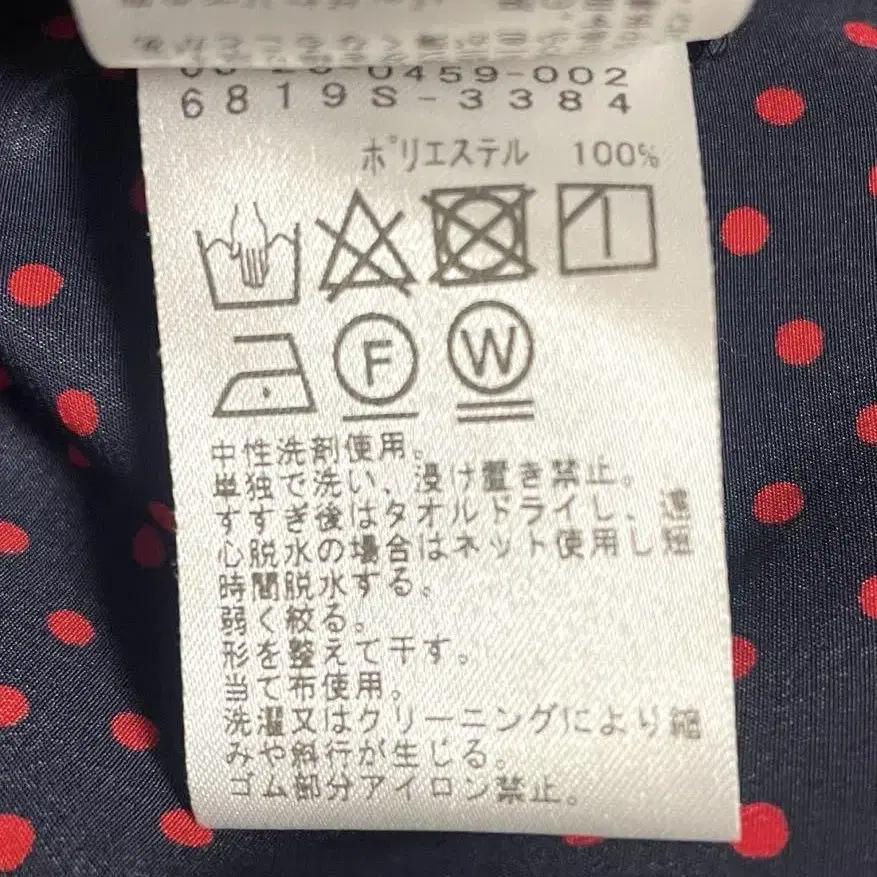 0459-002
6819S-3384
ポリエステル 100%
F W
中性洗剤使用。
単独で洗い、浸け置き禁止。
すすぎ後はタオルドライし、遠
心脱水の場合はネット使用し短
時間脱水する。
弱く絞る。
形を整えて干す。
当て布使用。
洗濯又はクリーニングにより縮
みや斜行が生じる。
ゴム部分アイロン禁止。